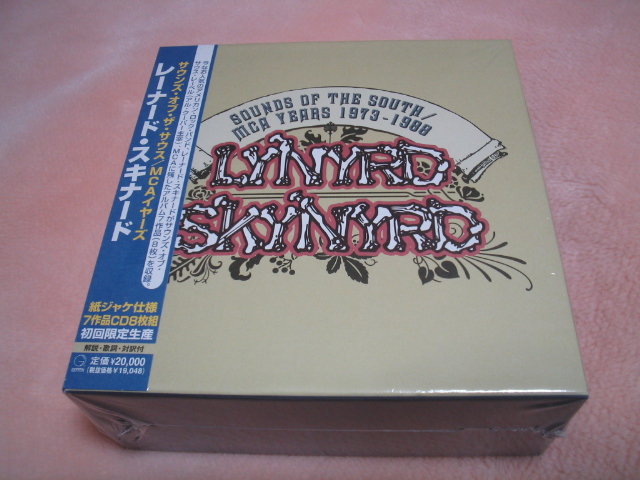 SOUNDS OF THE SOUTH/
MCA YEARS 1973-1988
LYNYRD
SKYNYRD
サウンズ・オブ・ザ・サウス/MCAイヤーズ
レーナード・スキナード
紙ジャケ仕様
7作品CD8枚組
初回限定生産
解説・歌詞・対訳付
定価¥20,000
(税抜価格¥19,048)